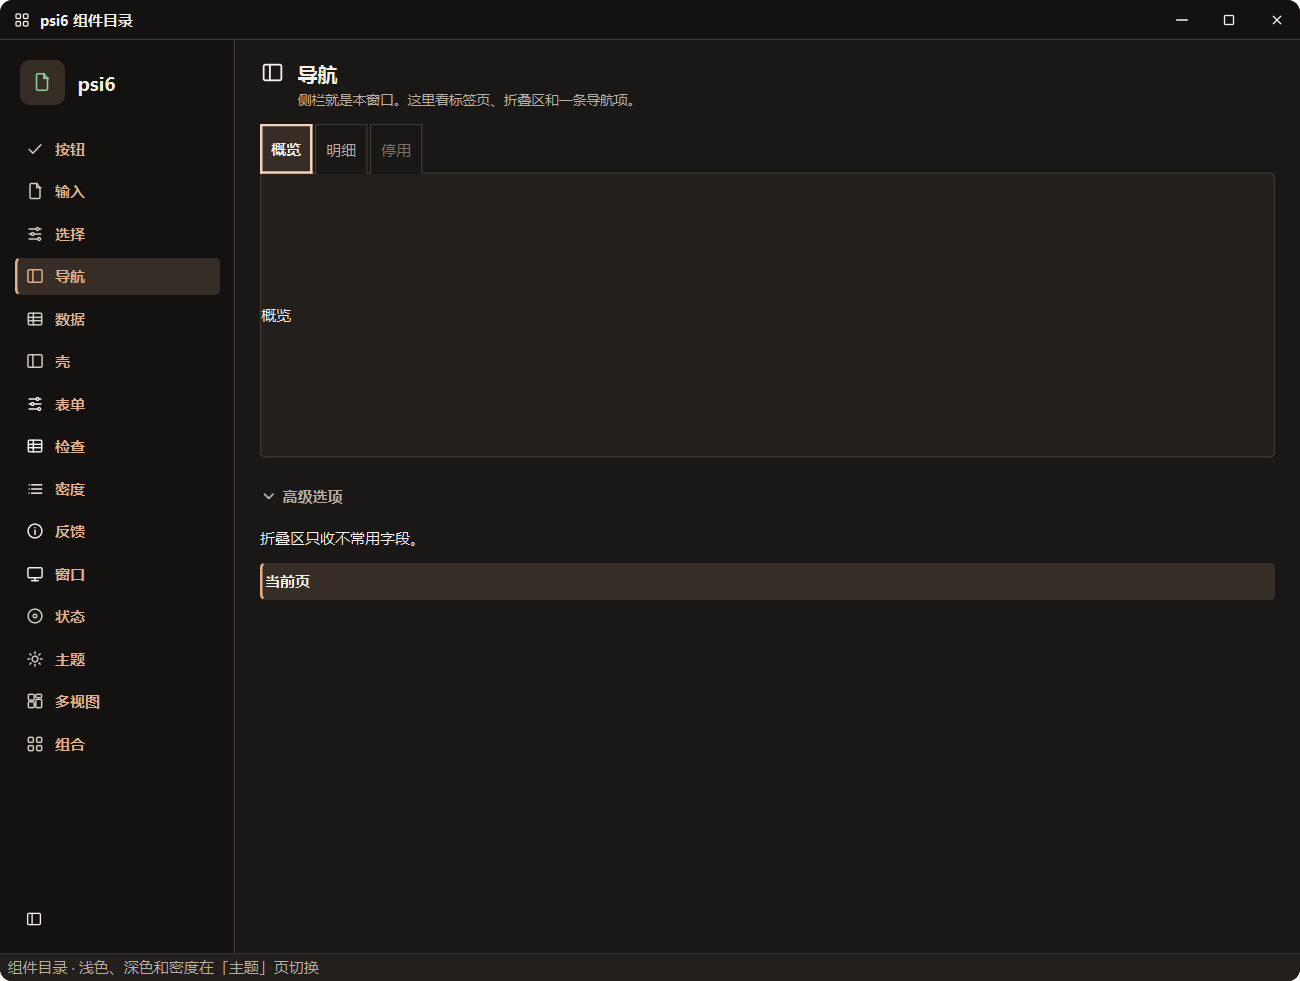 psi6 组件目录
psi6
按钮
输入
选择
导航
数据
壳
表单
检查
密度
反馈
窗口
状态
主题
多视图
组合
导航
侧栏就是本窗口。这里看标签页、折叠区和一条导航项。
概览 明细 停用
概览
高级选项
折叠区只收不常用字段。
当前页
组件目录 · 浅色、深色和密度在「主题」页切换